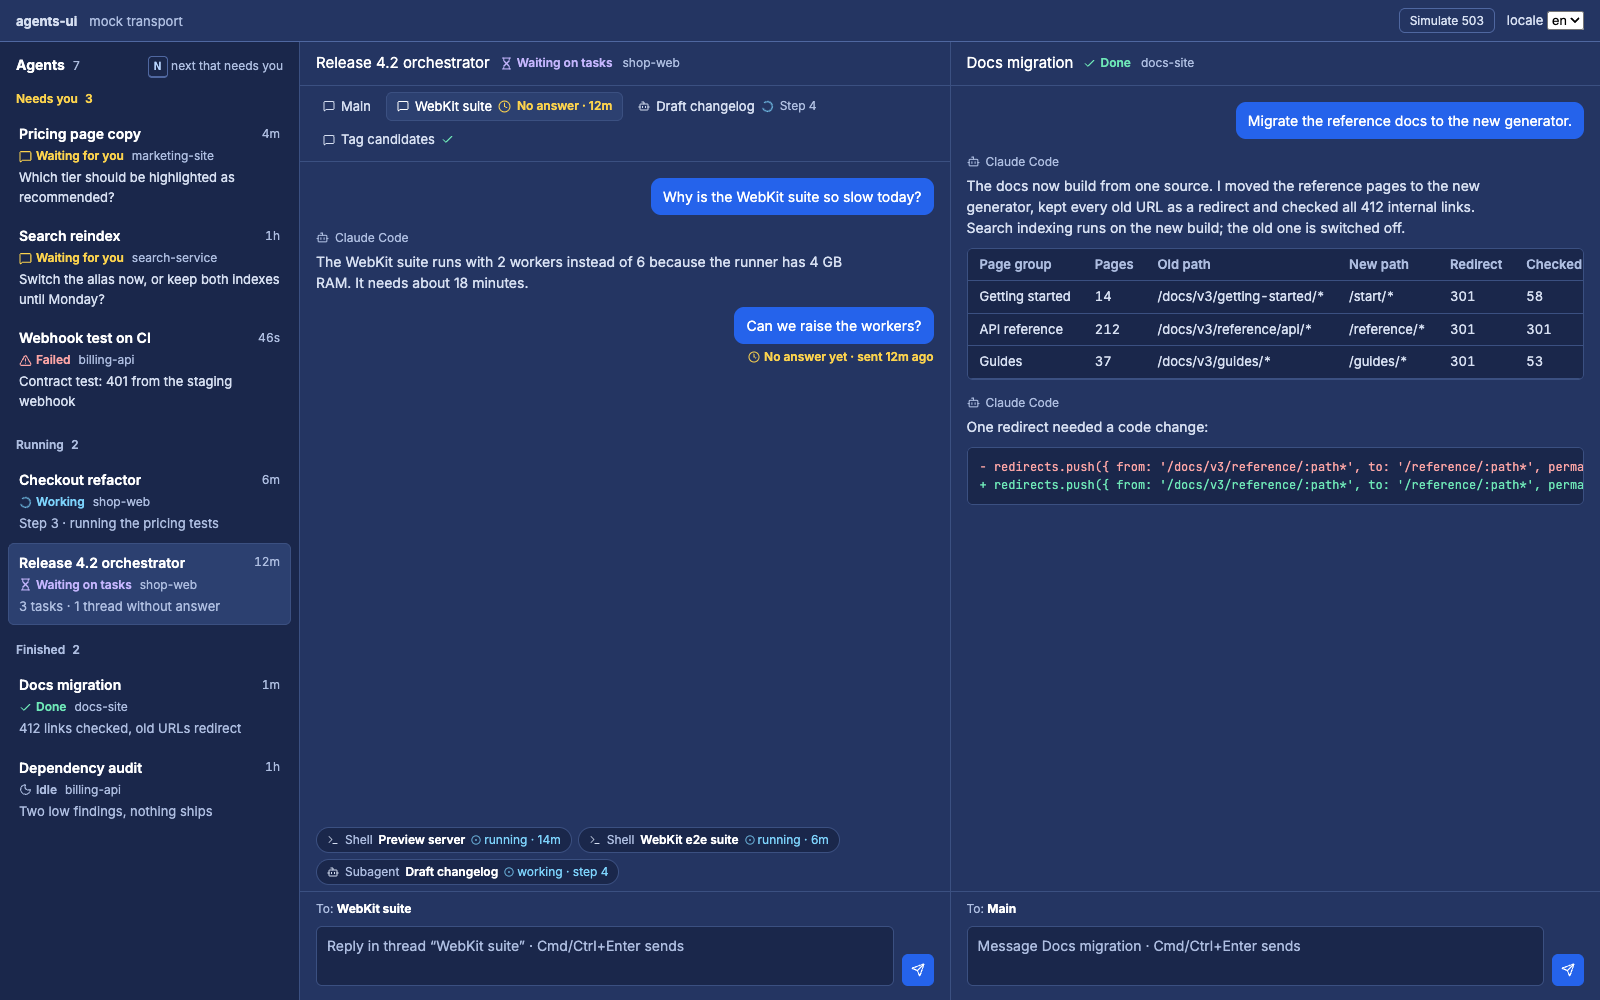 agents-ui mock transport
Simulate 503 locale en
Agents 7 N next that needs you
Needs you 3
Pricing page copy 4m
Waiting for you marketing-site
Which tier should be highlighted as
recommended?
Search reindex 1h
Waiting for you search-service
Switch the alias now, or keep both indexes
until Monday?
Webhook test on CI 46s
Failed billing-api
Contract test: 401 from the staging
webhook
Running 2
Checkout refactor 6m
Working shop-web
Step 3 · running the pricing tests
Release 4.2 orchestrator 12m
Waiting on tasks shop-web
3 tasks · 1 thread without answer
Finished 2
Docs migration 1m
Done docs-site
412 links checked, old URLs redirect
Dependency audit 1h
Idle billing-api
Two low findings, nothing ships
Release 4.2 orchestrator Waiting on tasks shop-web
Main WebKit suite No answer · 12m Draft changelog Step 4
Tag candidates
Why is the WebKit suite so slow today?
Claude Code
The WebKit suite runs with 2 workers instead of 6 because the runner has 4 GB
RAM. It needs about 18 minutes.
Can we raise the workers?
No answer yet · sent 12m ago
Shell Preview server running · 14m Shell WebKit e2e suite running · 6m
Subagent Draft changelog working · step 4
To: WebKit suite
Reply in thread “WebKit suite” · Cmd/Ctrl+Enter sends
Docs migration Done docs-site
Migrate the reference docs to the new generator.
Claude Code
The docs now build from one source. I moved the reference pages to the new
generator, kept every old URL as a redirect and checked all 412 internal links.
Search indexing runs on the new build; the old one is switched off.
Page group Pages Old path New path Redirect Checked
Getting started 14 /docs/v3/getting-started/* /start/* 301 58
API reference 212 /docs/v3/reference/api/* /reference/* 301 301
Guides 37 /docs/v3/guides/* /guides/* 301 53
Claude Code
One redirect needed a code change:
- redirects.push({ from: '/docs/v3/reference/:path*', to: '/reference/:path*', perma
+ redirects.push({ from: '/docs/v3/reference/:path*', to: '/reference/:path*', perma
To: Main
Message Docs migration · Cmd/Ctrl+Enter sends